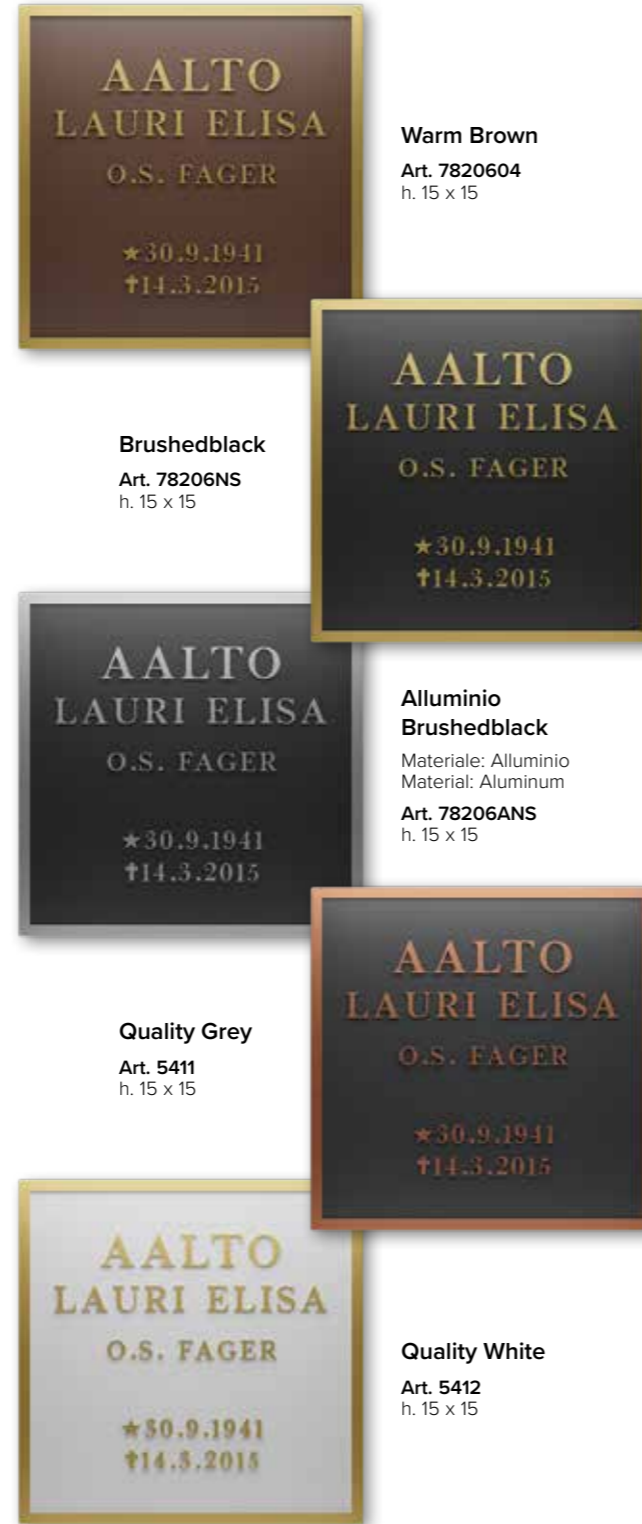 AALTO
LAURI ELISA
O.S. FAGER
★30.9.1941
✝14.3.2015
Warm Brown
Art. 7820604
h. 15 x 15
AALTO
LAURI ELISA
O.S. FAGER
★30.9.1941
✝14.3.2015
Brushedblack
Art. 78206NS
h. 15 x 15
AALTO
LAURI ELISA
O.S. FAGER
★30.9.1941
✝14.3.2015
Alluminio
Brushedblack
Materiale: Alluminio
Material: Aluminum
Art. 78206ANS
h. 15 x 15
AALTO
LAURI ELISA
O.S. FAGER
★30.9.1941
✝14.3.2015
Quality Grey
Art. 5411
h. 15 x 15
AALTO
LAURI ELISA
O.S. FAGER
★30.9.1941
✝14.3.2015
Quality White
Art. 5412
h. 15 x 15